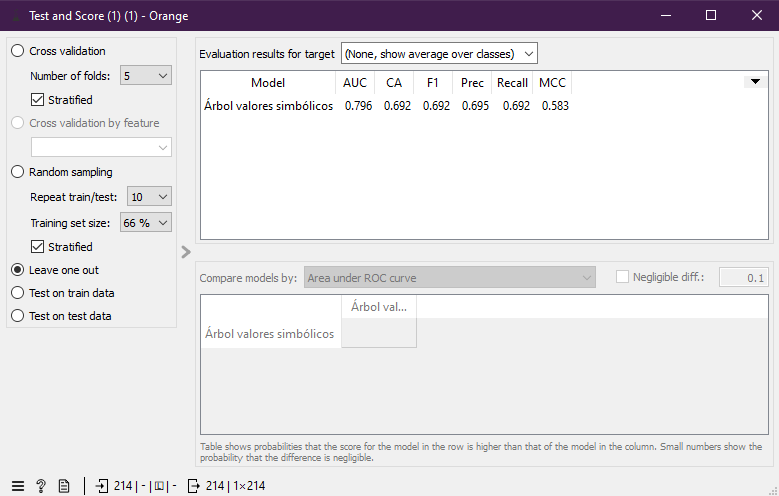 Test and Score (1) (1) - Orange
Cross validation
Number of folds: 5
Stratified
Cross validation by feature
Random sampling
Repeat train/test: 10
Training set size: 66 %
Stratified
Leave one out
Test on train data
Test on test data
Evaluation results for target (None, show average over classes)
Model AUC CA F1 Prec Recall MCC
Árbol valores simbólicos 0.796 0.692 0.692 0.695 0.692 0.583
Compare models by: Area under ROC curve Negligible diff.: 0.1
Árbol val...
Árbol valores simbólicos
Table shows probabilities that the score for the model in the row is higher than that of the model in the column. Small numbers show the
probability that the difference is negligible.
214 | - | - 214 | 1×214